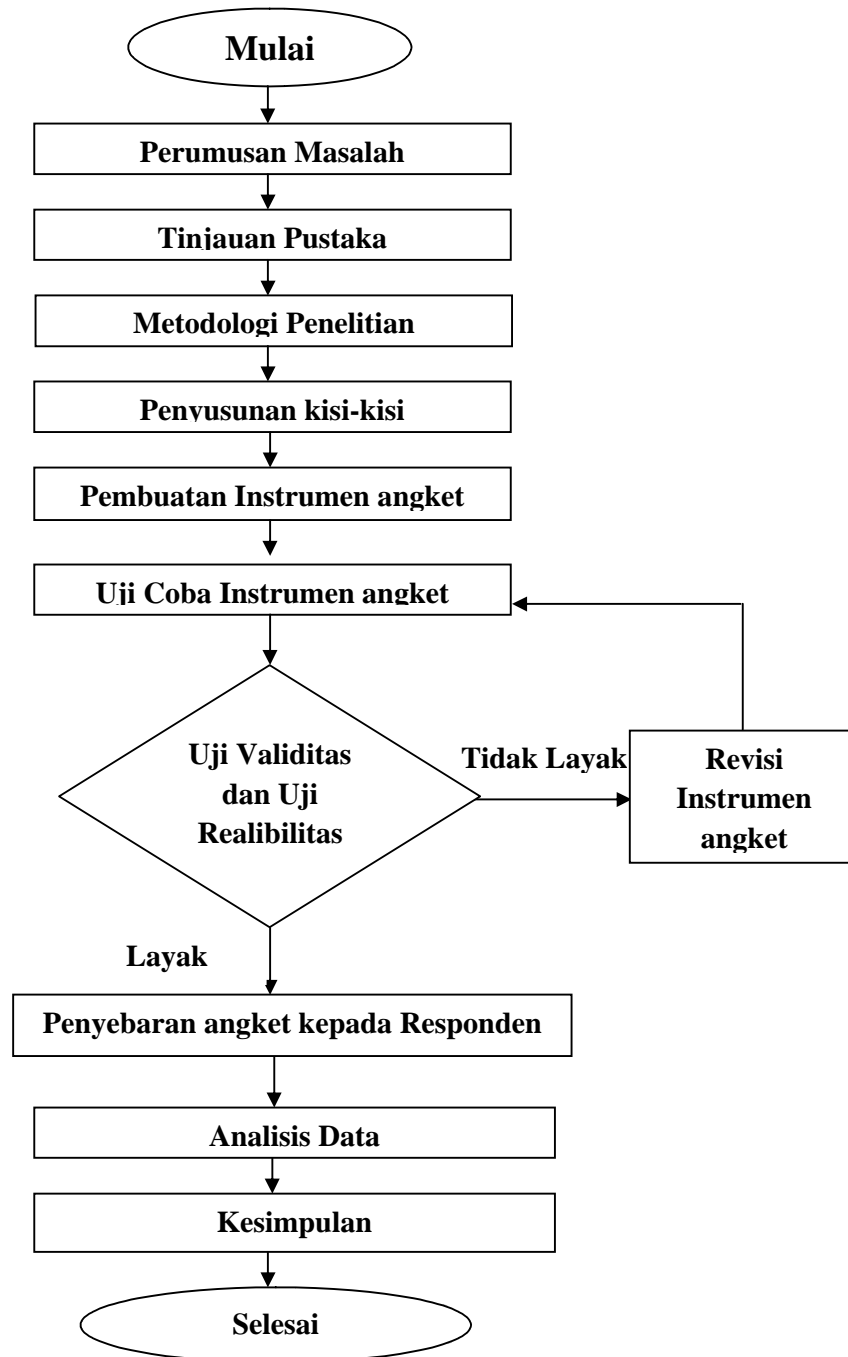 Mulai
Perumusan Masalah
Tinjauan Pustaka
Metodologi Penelitian
Penyusunan kisi-kisi
Pembuatan Instrumen angket
Uji Coba Instrumen angket
Uji Validitas
dan Uji
Realibilitas
Tidak Layak
Revisi
Instrumen
angket
Layak
Penyebaran angket kepada Responden
Analisis Data
Kesimpulan
Selesai